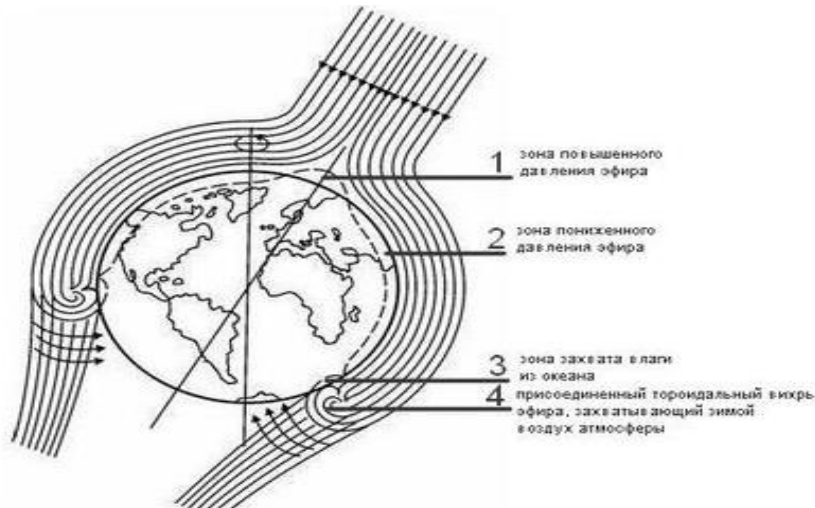 1 зона повышенного
давления эфира
2 зона пониженного
давления эфира
3 зона захвата влаги
из океана
4 присоединенный тороидальный вихрь
эфира, захватывающий зимой
воздух атмосферы